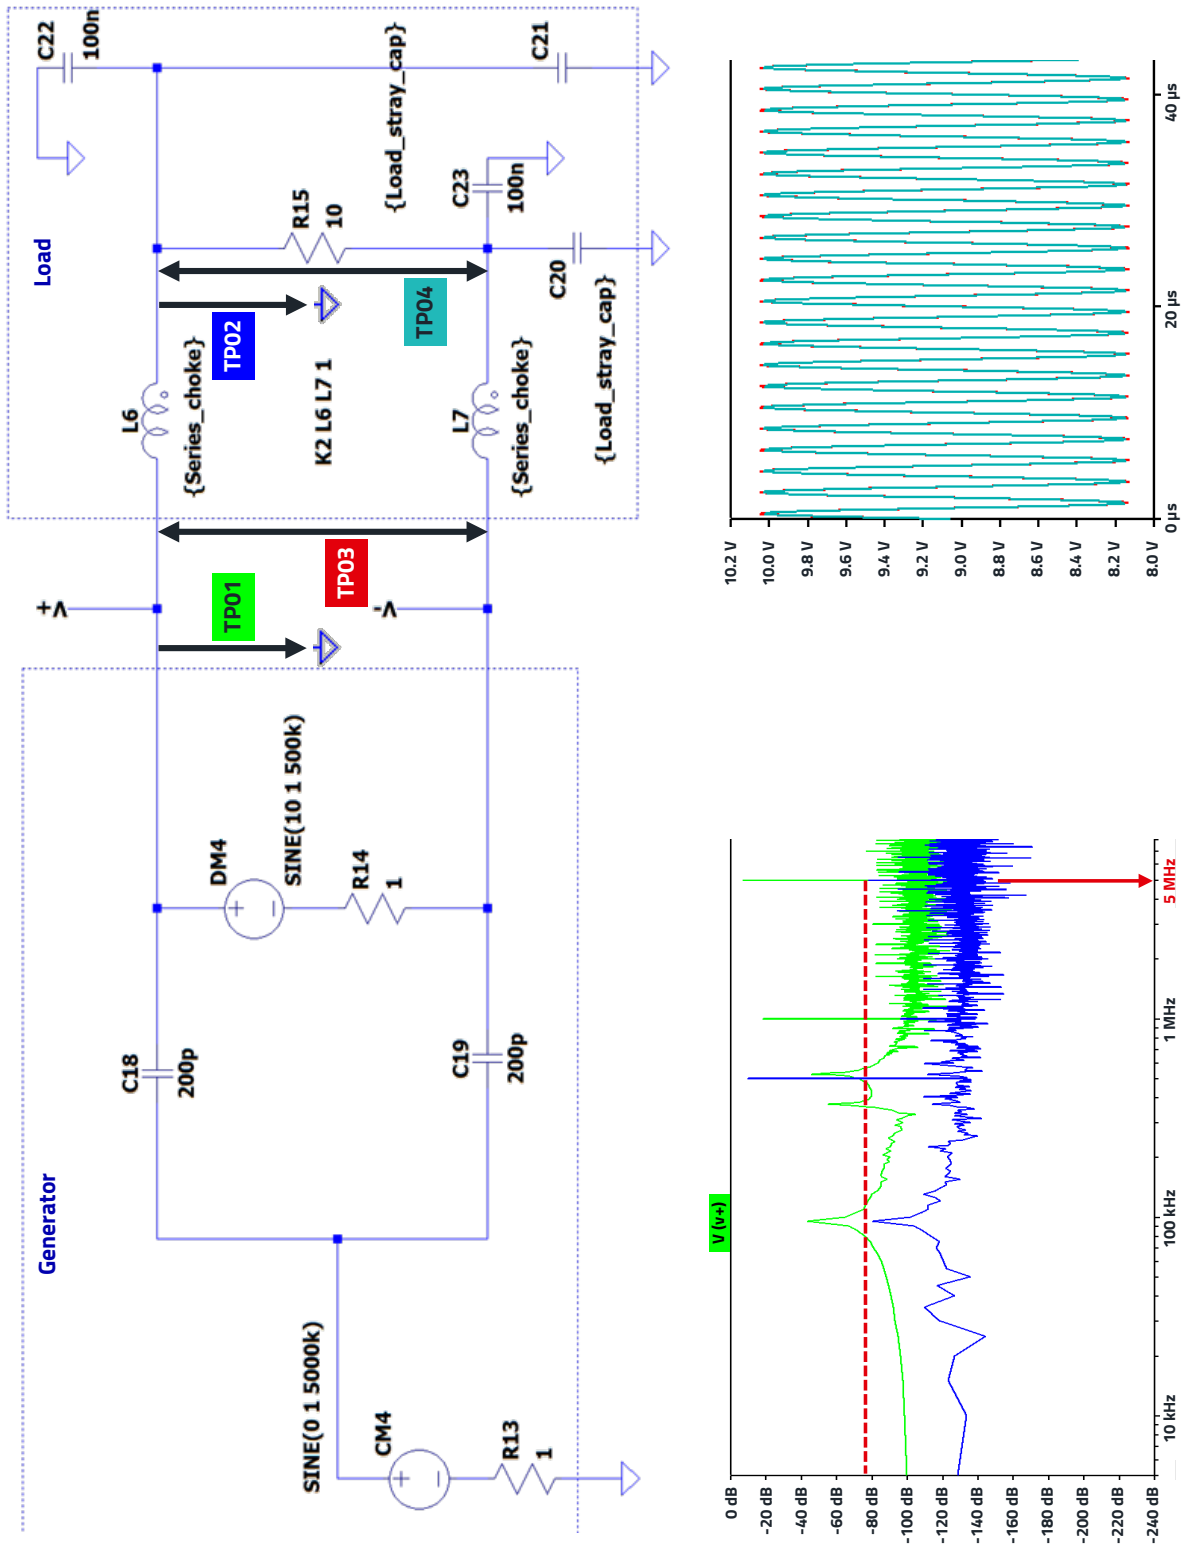 Generator
Load
SINE(0 1 5000k)
CM4
R13
1
C18
200p
C19
200p
DM4
SINE(10 1 500k)
R14
1
V+
V-
TP01
TP03
L6
{Series_choke}
K2 L6 L7 1
L7
{Series_choke}
TP02
TP04
R15
10
C22
100n
{Load_stray_cap}
C21
C23
100n
C20
{Load_stray_cap}
V (v+)
0 dB
-20 dB
-40 dB
-60 dB
-80 dB
-100 dB
-120 dB
-140 dB
-160 dB
-180 dB
-200 dB
-220 dB
-240 dB
10 kHz
100 kHz
1 MHz
5 MHz
10.2 V
10.0 V
9.8 V
9.6 V
9.4 V
9.2 V
9.0 V
8.8 V
8.6 V
8.4 V
8.2 V
8.0 V
0 µs
20 µs
40 µs